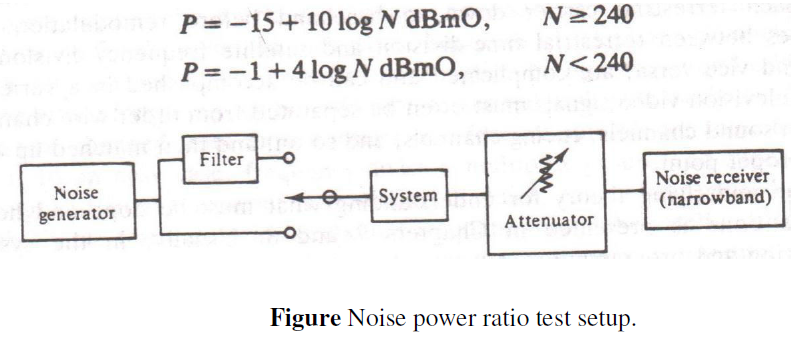 P = −15 + 10 log N dBmO, N ≥ 240
P = −1 + 4 log N dBmO, N < 240
Filter
Noise
generator
System
Attenuator
Noise receiver
(narrowband)
Figure Noise power ratio test setup.